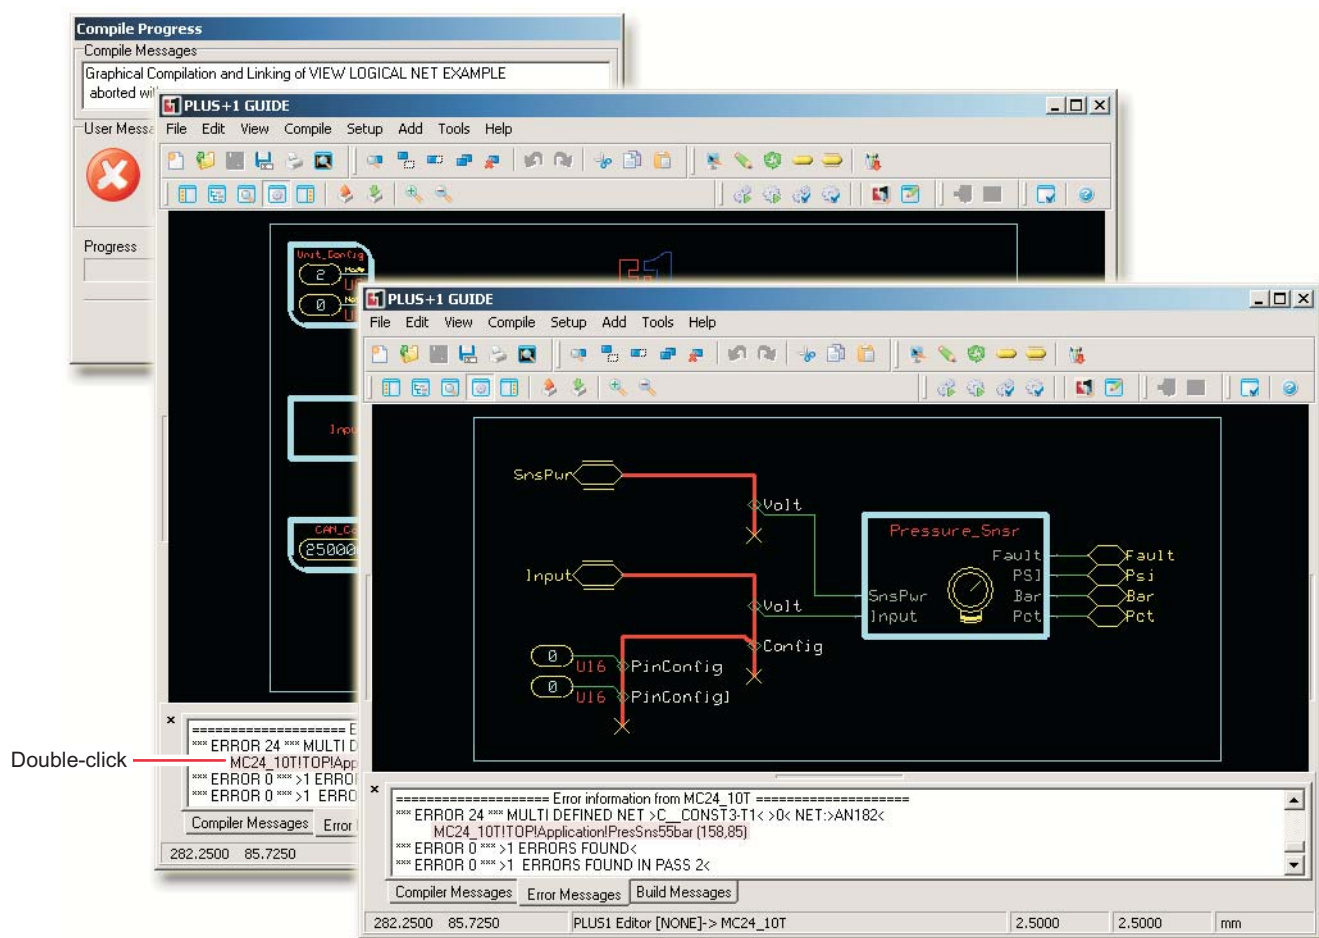 Compile Progress
Compile Messages
Graphical Compilation and Linking of VIEW LOGICAL NET EXAMPLE
aborted wi
User Messa
Progress
PLUS+1 GUIDE
File Edit View Compile Setup Add Tools Help
Unit_Config
2
0
Inpu
CAN_Co
25000
Double-click
==================== E
*** ERROR 24 *** MULTI D
MC24_10T!TOP!App
*** ERROR 0 *** >1 ERRO
*** ERROR 0 *** >1 ERRO
Compiler Messages Error
282.2500 85.7250
PLUS+1 GUIDE
File Edit View Compile Setup Add Tools Help
SnsPwr
Volt
Pressure_Snsr
Fault Fault
Input
PSI Psi
SnsPwr Bar Bar
Volt
Input Pct Pct
Config
0 U16 PinConfig
0 U16 PinConfig1
==================== Error information from MC24_10T ====================
*** ERROR 24 *** MULTI DEFINED NET >C__CONST3-T1< >0< NET:>AN182<
MC24_10T!TOP!Application!PresSns55bar (158,85)
*** ERROR 0 *** >1 ERRORS FOUND<
*** ERROR 0 *** >1 ERRORS FOUND IN PASS 2<
Compiler Messages Error Messages Build Messages
282.2500 85.7250 PLUS1 Editor [NONE]-> MC24_10T 2.5000 2.5000 mm